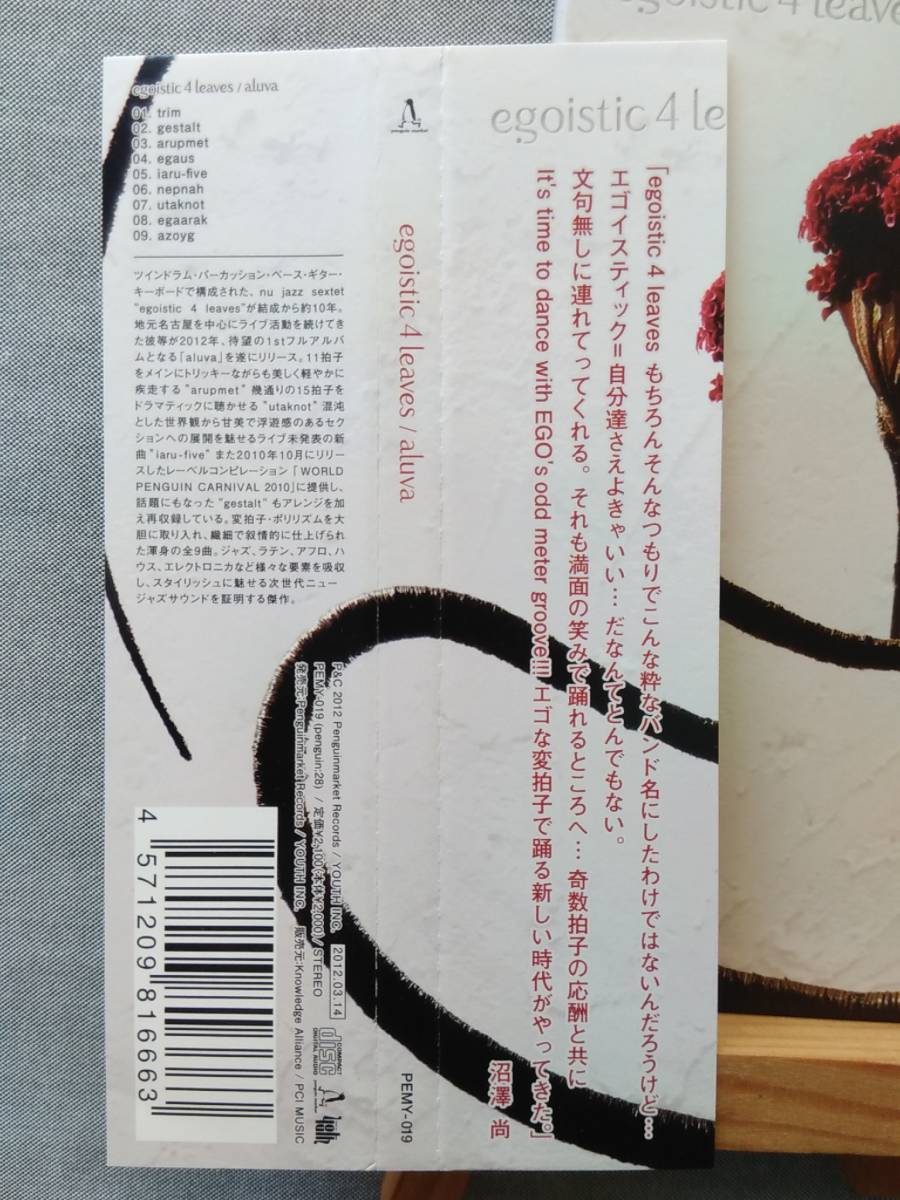 egoistic 4 leaves / aluva
01. trim
02. gestalt
03. arupmet
04. egaus
05. iaru-five
06. nepnah
07. utaknot
08. egaarak
09. azoyg
ツインドラム・パーカッション・ベース・ギター・
キーボードで構成された、nu jazz sextet
"egoistic 4 leaves"が結成から約10年。
地元名古屋を中心にライブ活動を続けてき
た彼等が2012年、待望の1stフルアルバ
ムとなる「aluva」を遂にリリース。11拍子
をメインにトリッキーながらも美しく軽やかに
疾走する"arupmet" 幾通りの15拍子を
ドラマティックに聴かせる "utaknot" 混沌
とした世界観から甘美で浮遊感のあるセク
ションへの展開を魅せるライブ未発表の新
曲"iaru-five" また2010年10月にリリー
スしたレーベルコンピレーション「WORLD
PENGUIN CARNIVAL 2010」に提供し、
話題にもなった "gestalt" もアレンジを加
え再収録している。変拍子・ポリリズムを大
胆に取り入れ、繊細で叙情的に仕上げられ
た渾身の全9曲。ジャズ、ラテン、アフロ、ハ
ウス、エレクトロニカなど様々な要素を吸収
し、スタイリッシュに魅せる次世代ニュー
ジャズサウンドを証明する傑作。
P&C 2012 Penguinmarket Records / YOUTH INC. 2012.03.14
PEMY-019 (penguin:28) / 定価¥2,100(本体¥2,000)/ STEREO
発売元:Penguinmarket Records / YOUTH INC. 販売元:Knowledge Alliance / PCI MUSIC
COMPACT
disc
DIGITAL AUDIO
penguin market
youth
4 571209 816663
penguin market
egoistic 4 leaves / aluva
PEMY-019
egoistic 4 le
「egoistic 4 leaves もちろんそんなつもりでこんな粋なバンド名にしたわけではないんだろうけど…
エゴイスティック=自分達さえよきゃいい… だなんてとんでもない。
文句無しに連れてってくれる。それも満面の笑みで踊れるところへ… 奇数拍子の応酬と共に
It's time to dance with EGO's odd meter groove!!! エゴな変拍子で踊る新しい時代がやってきた。」
沼澤 尚
egoistic 4 leave